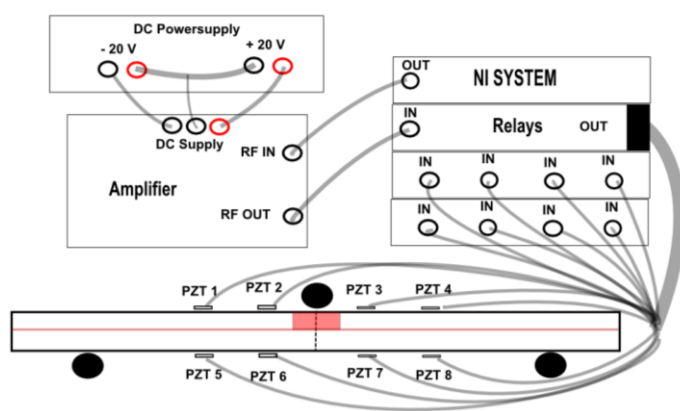 DC Powersupply
- 20 V
+ 20 V
DC Supply
RF IN
Amplifier
RF OUT
OUT
NI SYSTEM
IN
Relays
OUT
IN
IN
IN
IN
IN
IN
IN
IN
PZT 1
PZT 2
PZT 3
PZT 4
PZT 5
PZT 6
PZT 7
PZT 8